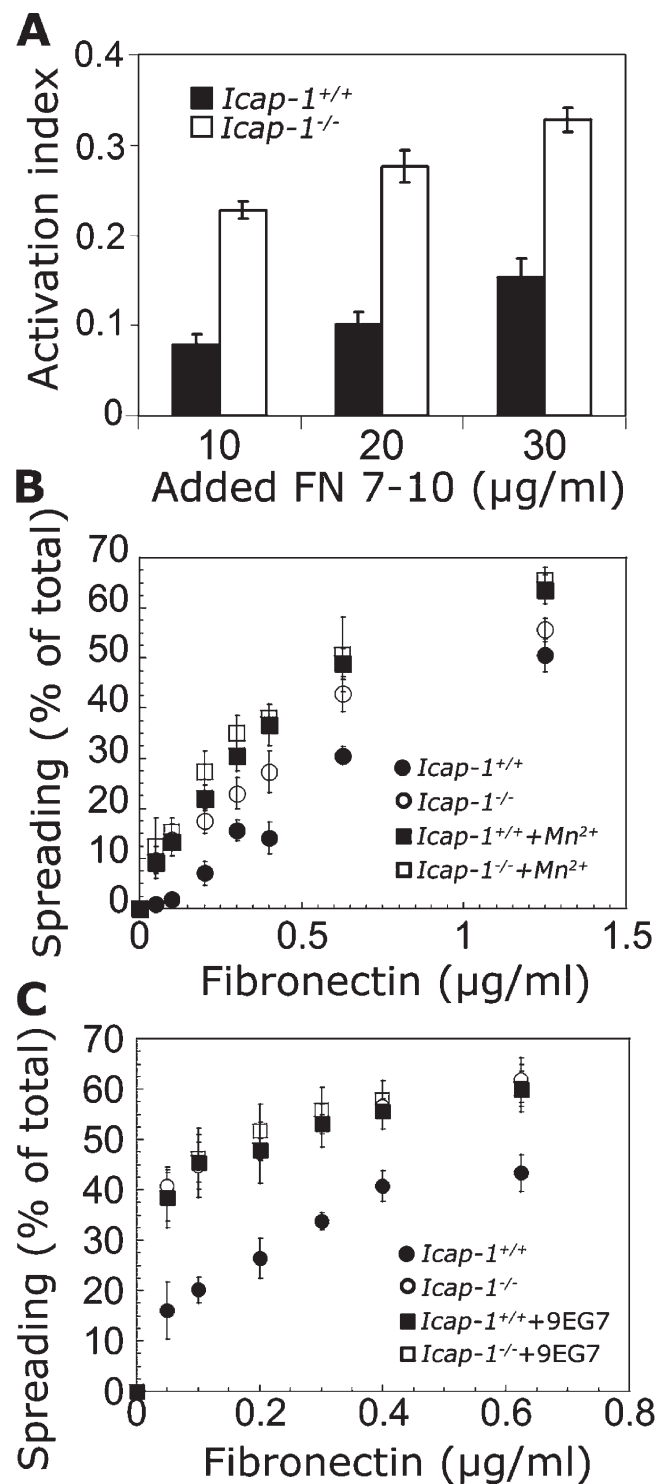 A
Activation index
0.4
0.3
0.2
0.1
0
Icap-1+/+
Icap-1-/-
10 20 30
Added FN 7-10 (µg/ml)
B
Spreading (% of total)
70
60
50
40
30
20
10
0
Icap-1+/+
Icap-1-/-
Icap-1+/++Mn2+
Icap-1-/-+Mn2+
0 0.5 1 1.5
Fibronectin (µg/ml)
C
Spreading (% of total)
70
60
50
40
30
20
10
0
Icap-1+/+
Icap-1-/-
Icap-1+/++9EG7
Icap-1-/-+9EG7
0 0.2 0.4 0.6 0.8
Fibronectin (µg/ml)